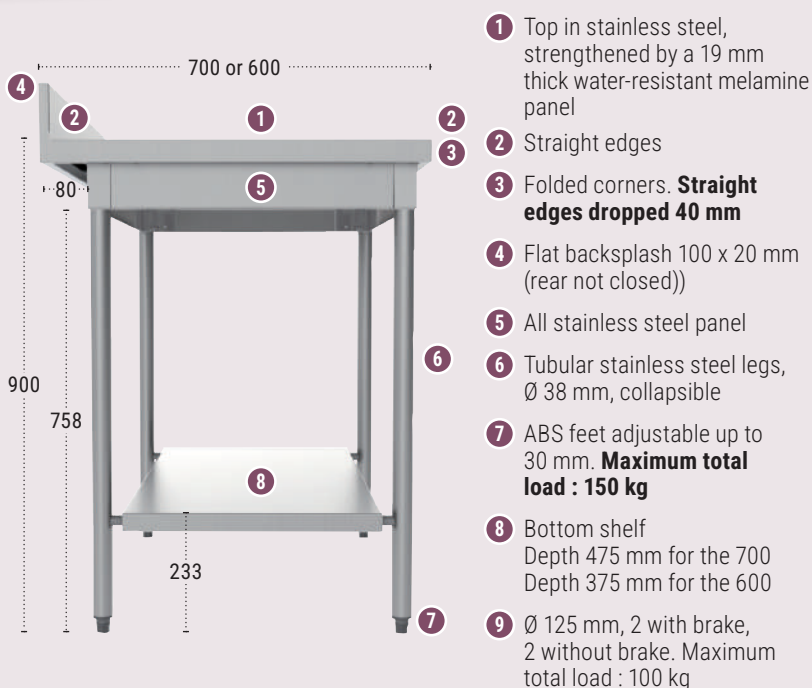 700 or 600
4
2
1
2
3
5
80
900
758
6
8
233
7
1 Top in stainless steel,
strengthened by a 19 mm
thick water-resistant melamine
panel
2 Straight edges
3 Folded corners. Straight
edges dropped 40 mm
4 Flat backsplash 100 x 20 mm
(rear not closed))
5 All stainless steel panel
6 Tubular stainless steel legs,
Ø 38 mm, collapsible
7 ABS feet adjustable up to
30 mm. Maximum total
load : 150 kg
8 Bottom shelf
Depth 475 mm for the 700
Depth 375 mm for the 600
9 Ø 125 mm, 2 with brake,
2 without brake. Maximum
total load : 100 kg